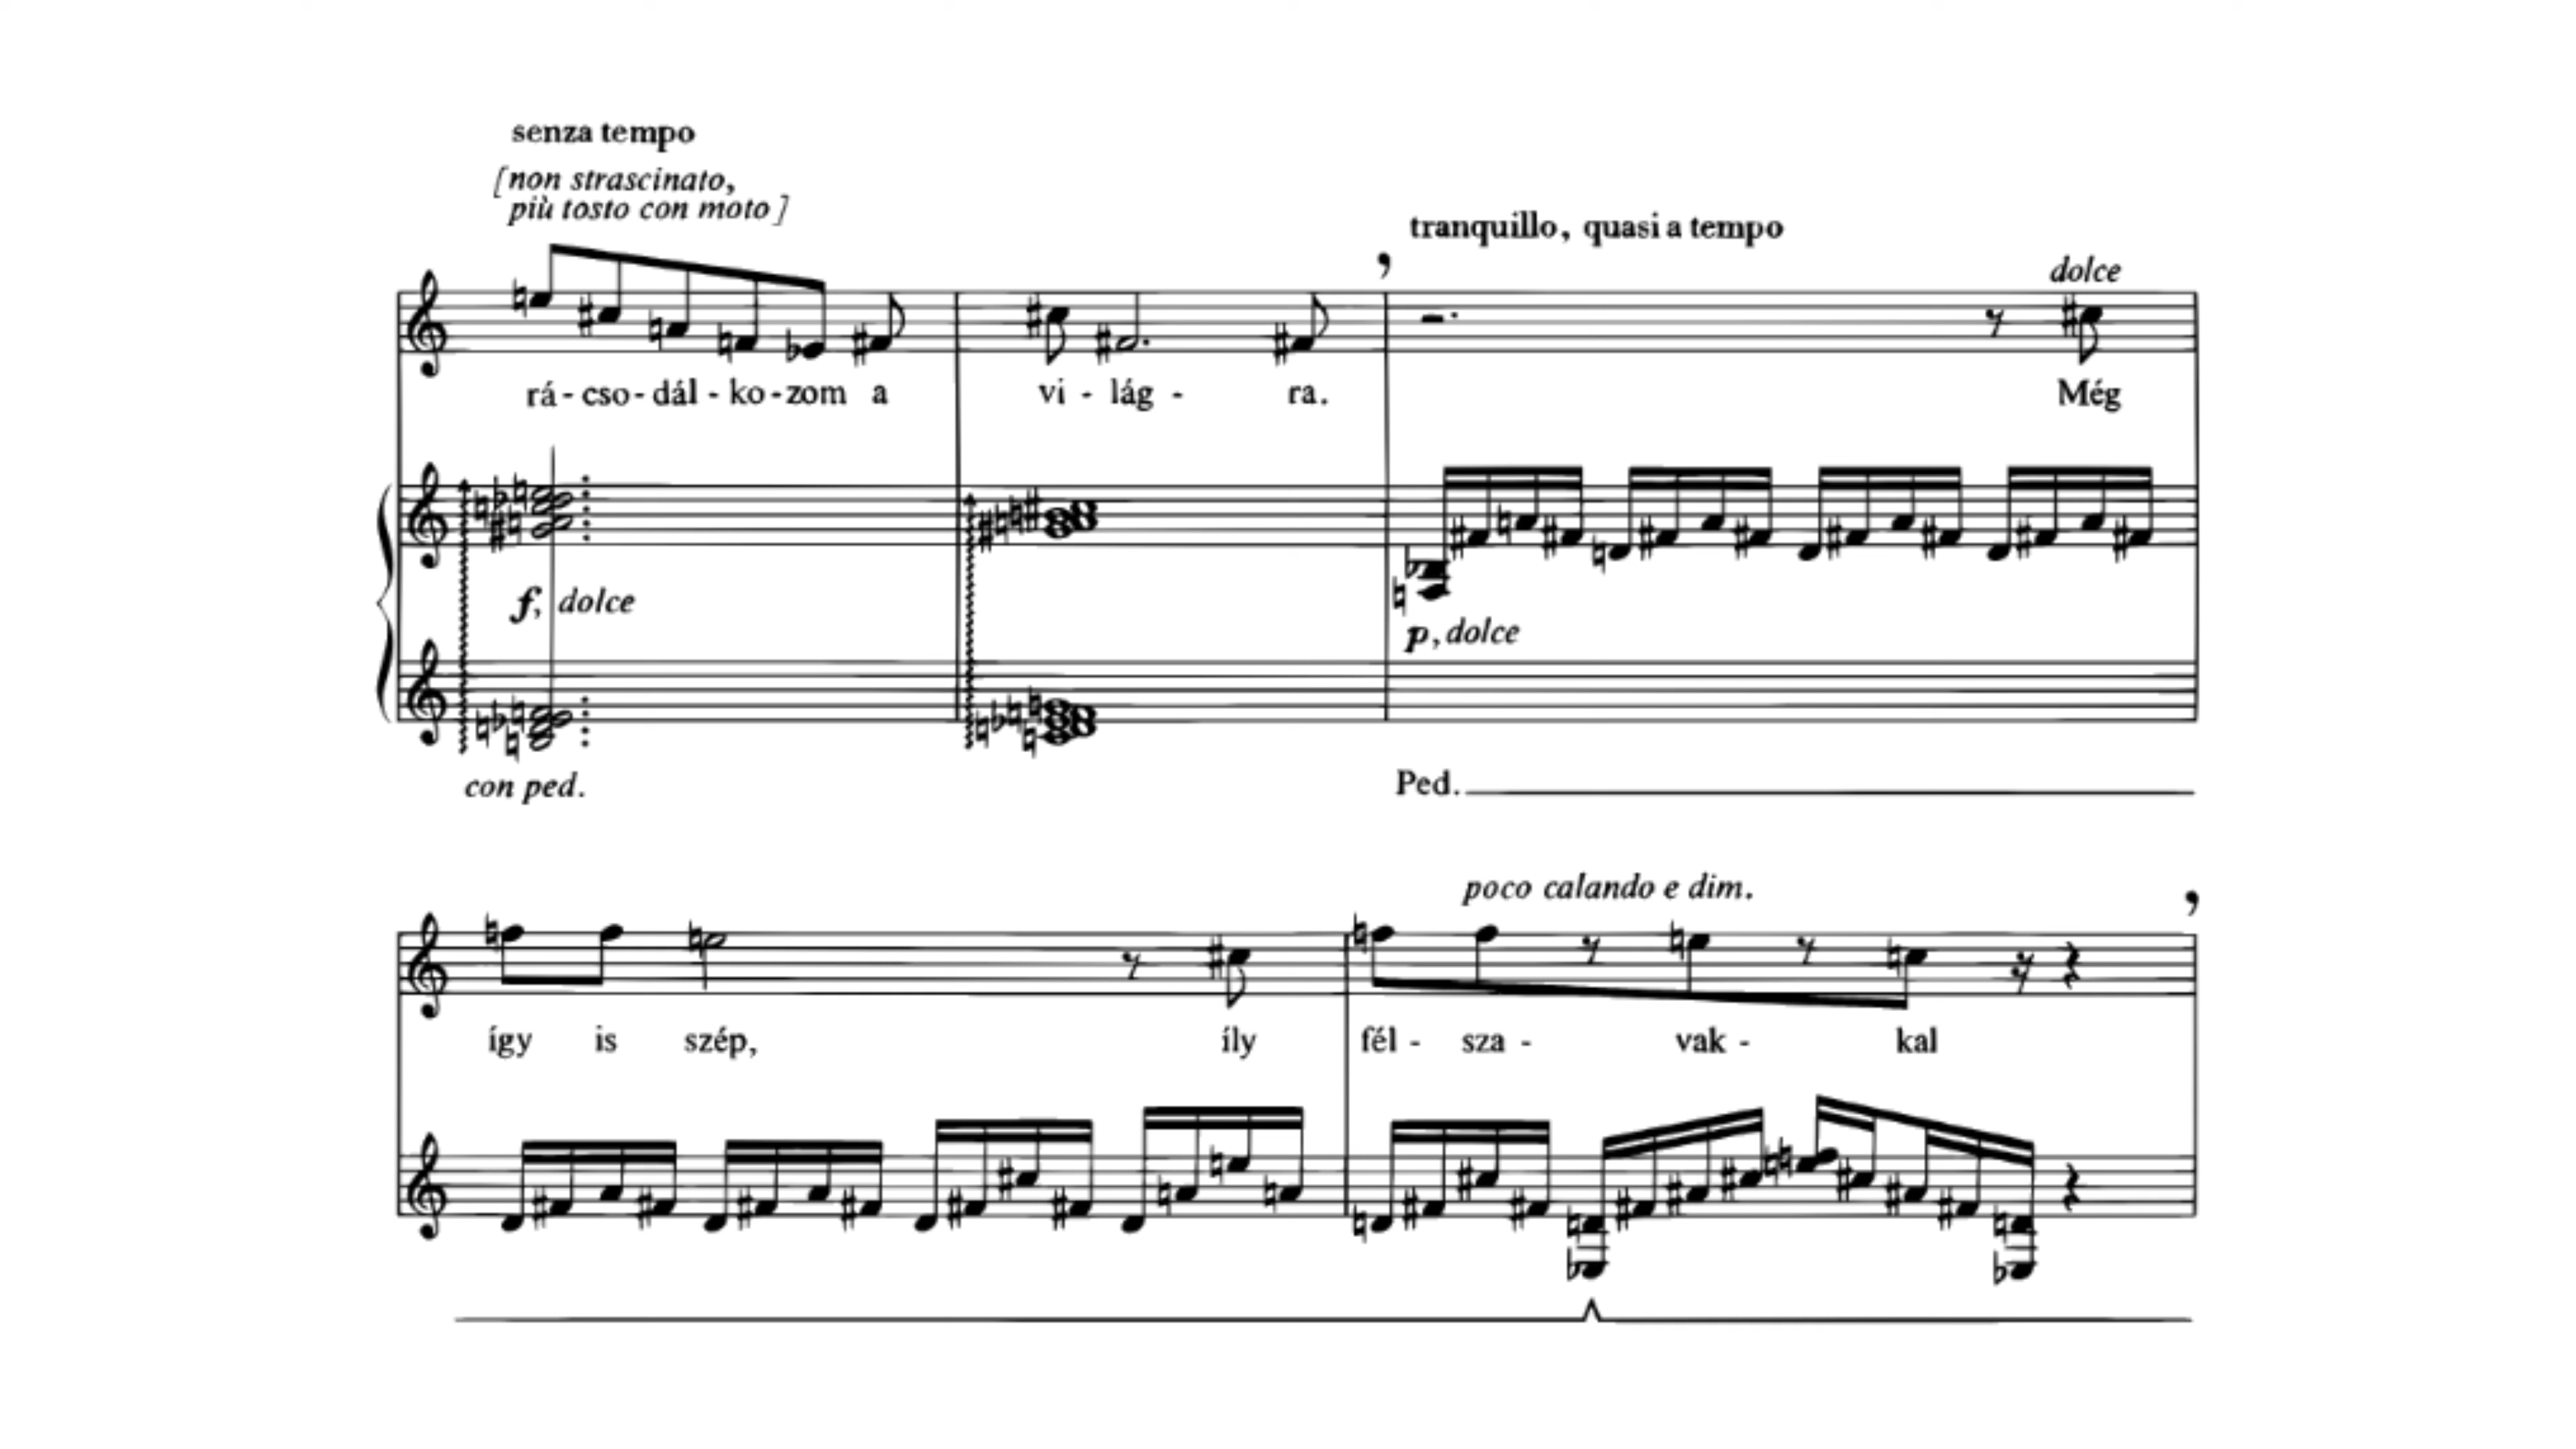 senza tempo
[non strascinato,
più tosto con moto]
tranquillo, quasi a tempo
dolce
rá - cso - dál - ko - zom a vi - lág - ra. Még
f, dolce
p, dolce
con ped.
Ped.
poco calando e dim.
így is szép, íly fél - sza - vak - kal